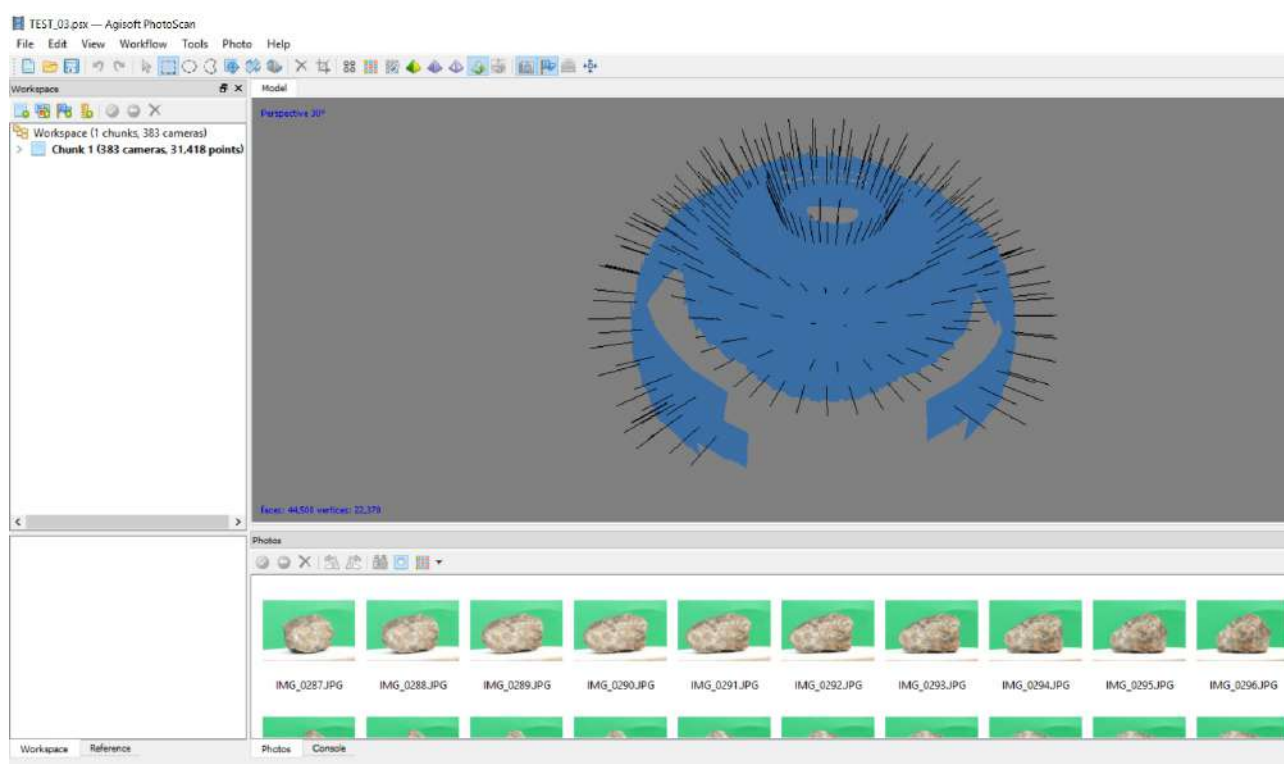 TEST_03.psx — Agisoft PhotoScan
File Edit View Workflow Tools Photo Help
Workspace
Model
Perspective 30°
Workspace (1 chunks, 383 cameras)
Chunk 1 (383 cameras, 31,418 points)
faces: 44,508 vertices: 22,379
Photos
IMG_0287.JPG IMG_0288.JPG IMG_0289.JPG IMG_0290.JPG IMG_0291.JPG IMG_0292.JPG IMG_0293.JPG IMG_0294.JPG IMG_0295.JPG IMG_0296.JPG
Workspace Reference
Photos Console